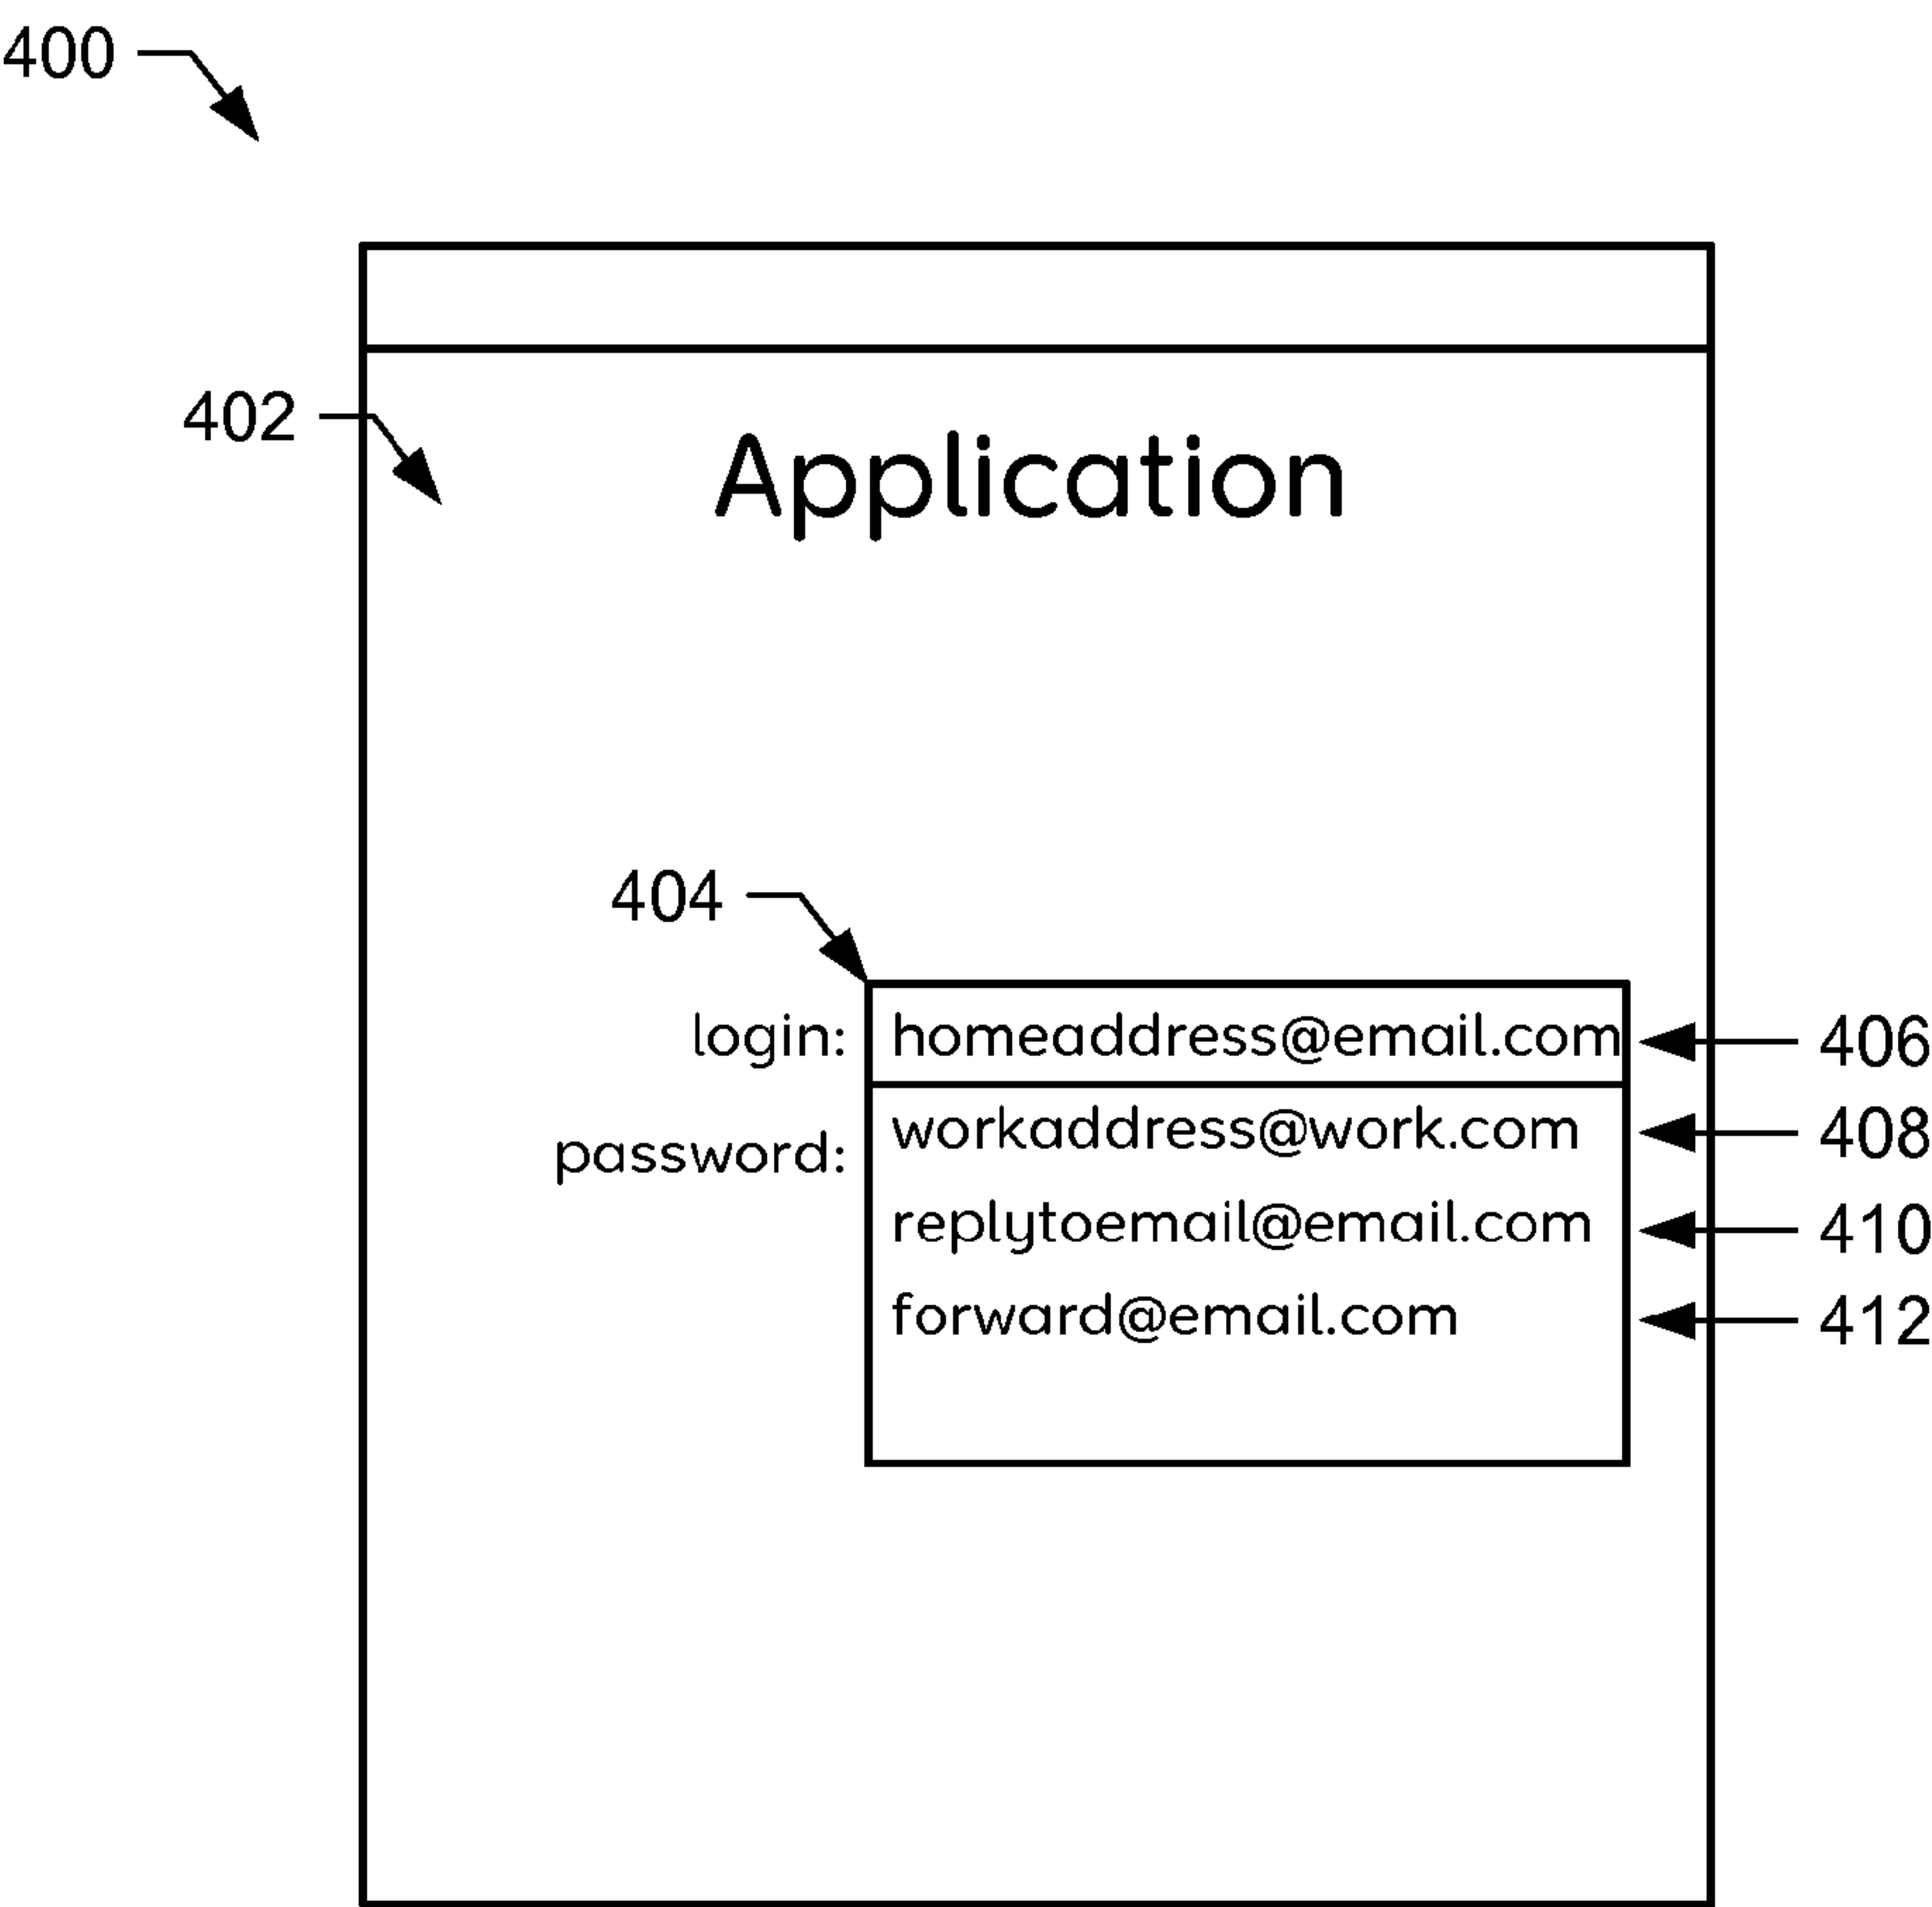 400
402
Application
404
login: homeaddress@email.com 406
workaddress@work.com 408
password:
replytoemail@email.com 410
forward@email.com 412